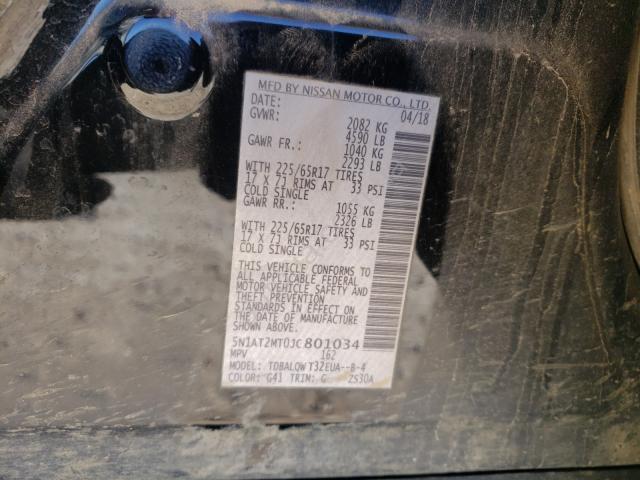 MFD BY NISSAN MOTOR CO., LTD.
DATE: 04/18
GVWR: 2082 KG
4590 LB
GAWR FR.: 1040 KG
2293 LB
WITH 225/65R17 TIRES
17 X 7J RIMS AT 33 PSI
COLD SINGLE
GAWR RR.: 1055 KG
2326 LB
WITH 225/65R17 TIRES
17 X 7J RIMS AT 33 PSI
COLD SINGLE
THIS VEHICLE CONFORMS TO
ALL APPLICABLE FEDERAL
MOTOR VEHICLE SAFETY AND
THEFT PREVENTION
STANDARDS IN EFFECT ON
THE DATE OF MANUFACTURE
SHOWN ABOVE.
5N1AT2MT0JC801034
MPV 162
MODEL: TDBALQWT32EUA--B-4
COLOR: G41 TRIM: G 2S30A